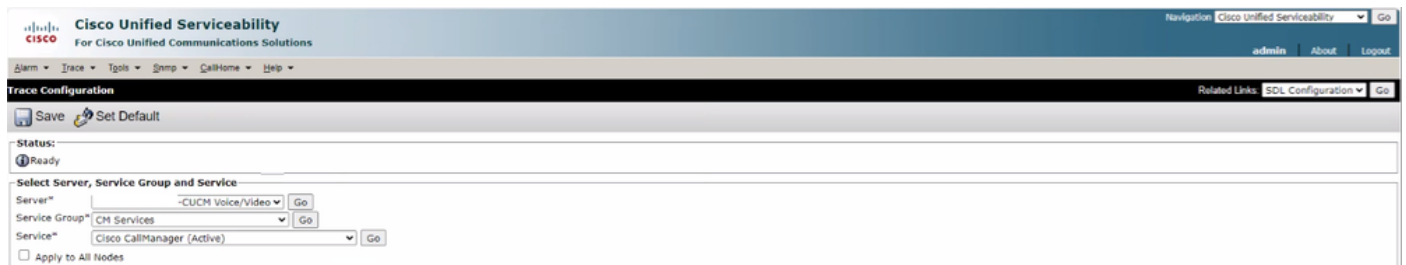 Cisco Unified Serviceability
For Cisco Unified Communications Solutions
CISCO
Navigation Cisco Unified Serviceability Go
admin About Logout
Alarm Trace Tools Snmp CallHome Help
Trace Configuration
Related Links: SDL Configuration Go
Save Set Default
Status:
Ready
Select Server, Service Group and Service
Server* -CUCM Voice/Video Go
Service Group* CM Services Go
Service* Cisco CallManager (Active) Go
Apply to All Nodes